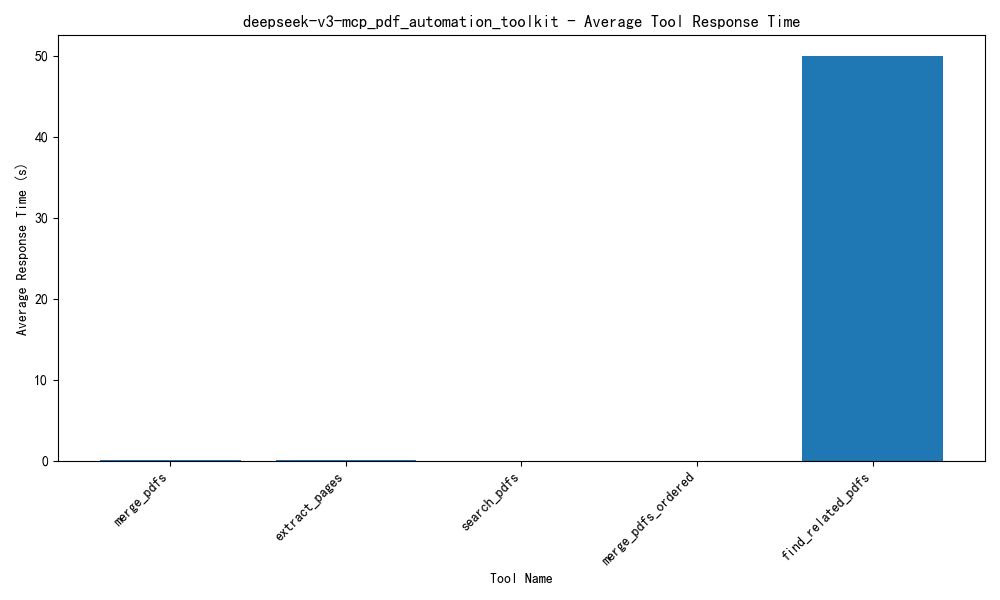 deepseek-v3-mcp_pdf_automation_toolkit - Average Tool Response Time
Average Response Time (s)
50
40
30
20
10
0
merge_pdfs
extract_pages
search_pdfs
merge_pdfs_ordered
find_related_pdfs
Tool Name